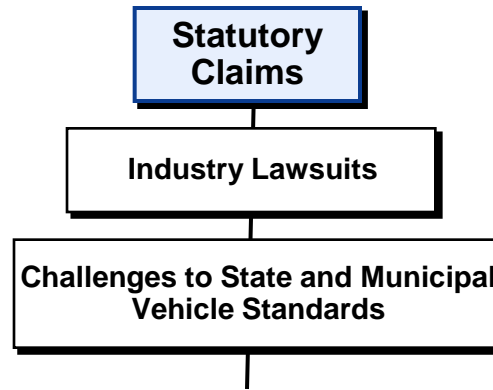 Statutory
Claims
Industry Lawsuits
Challenges to State and Municipal
Vehicle Standards